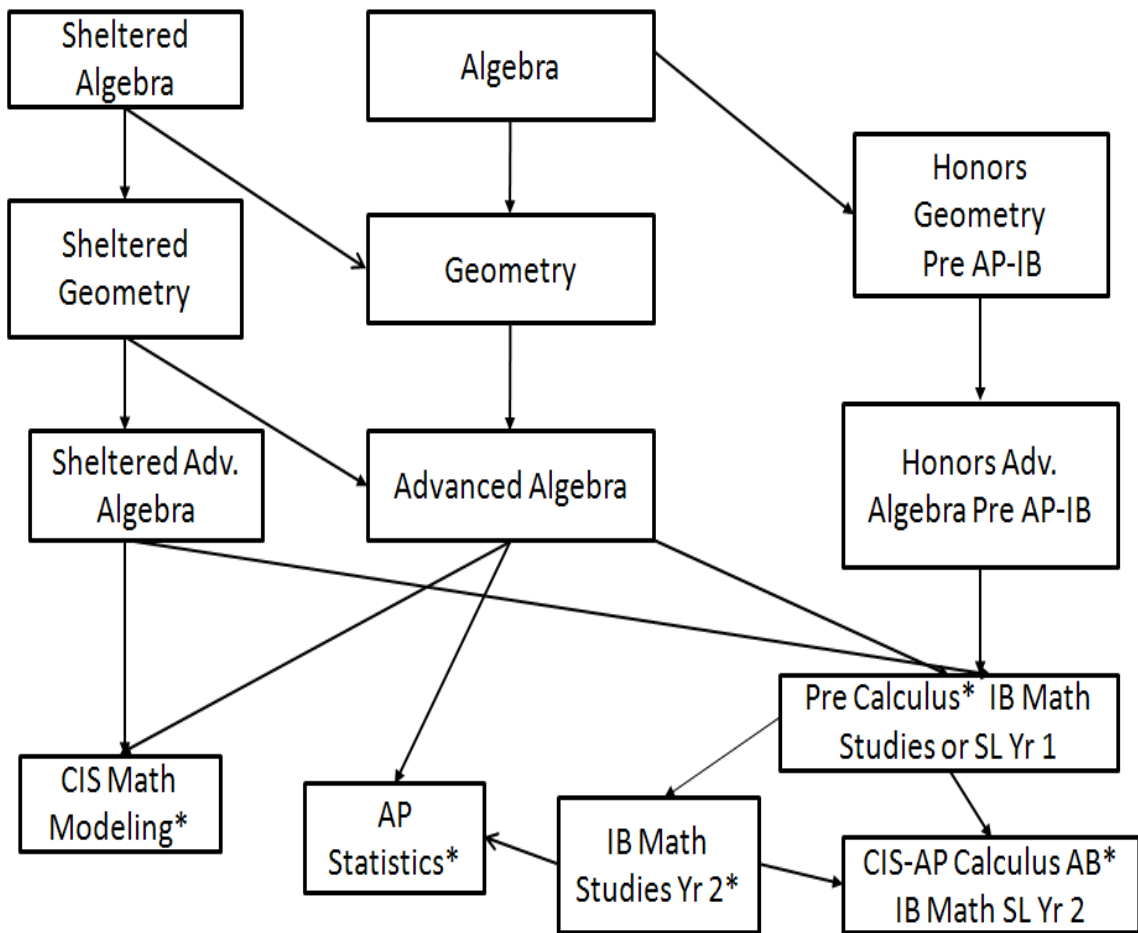 Sheltered
Algebra
Algebra
Honors
Geometry
Pre AP-IB
Sheltered
Geometry
Geometry
Sheltered Adv.
Algebra
Advanced Algebra
Honors Adv.
Algebra Pre AP-IB
Pre Calculus* IB Math
Studies or SL Yr 1
CIS Math
Modeling*
AP
Statistics*
IB Math
Studies Yr 2*
CIS-AP Calculus AB*
IB Math SL Yr 2